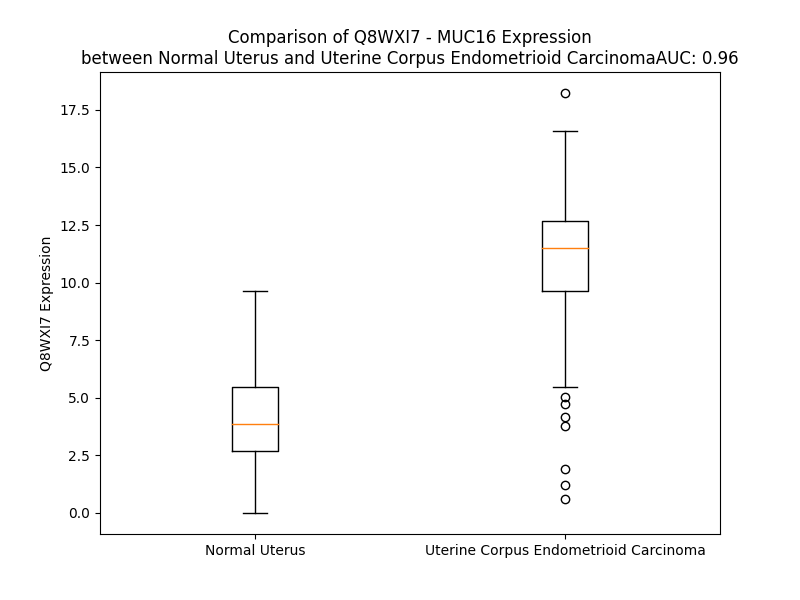 Comparison of Q8WXI7 - MUC16 Expression
between Normal Uterus and Uterine Corpus Endometrioid CarcinomaAUC: 0.96
17.5
15.0
12.5
10.0
7.5
5.0
2.5
0.0
Q8WXI7 Expression
Normal Uterus
Uterine Corpus Endometrioid Carcinoma